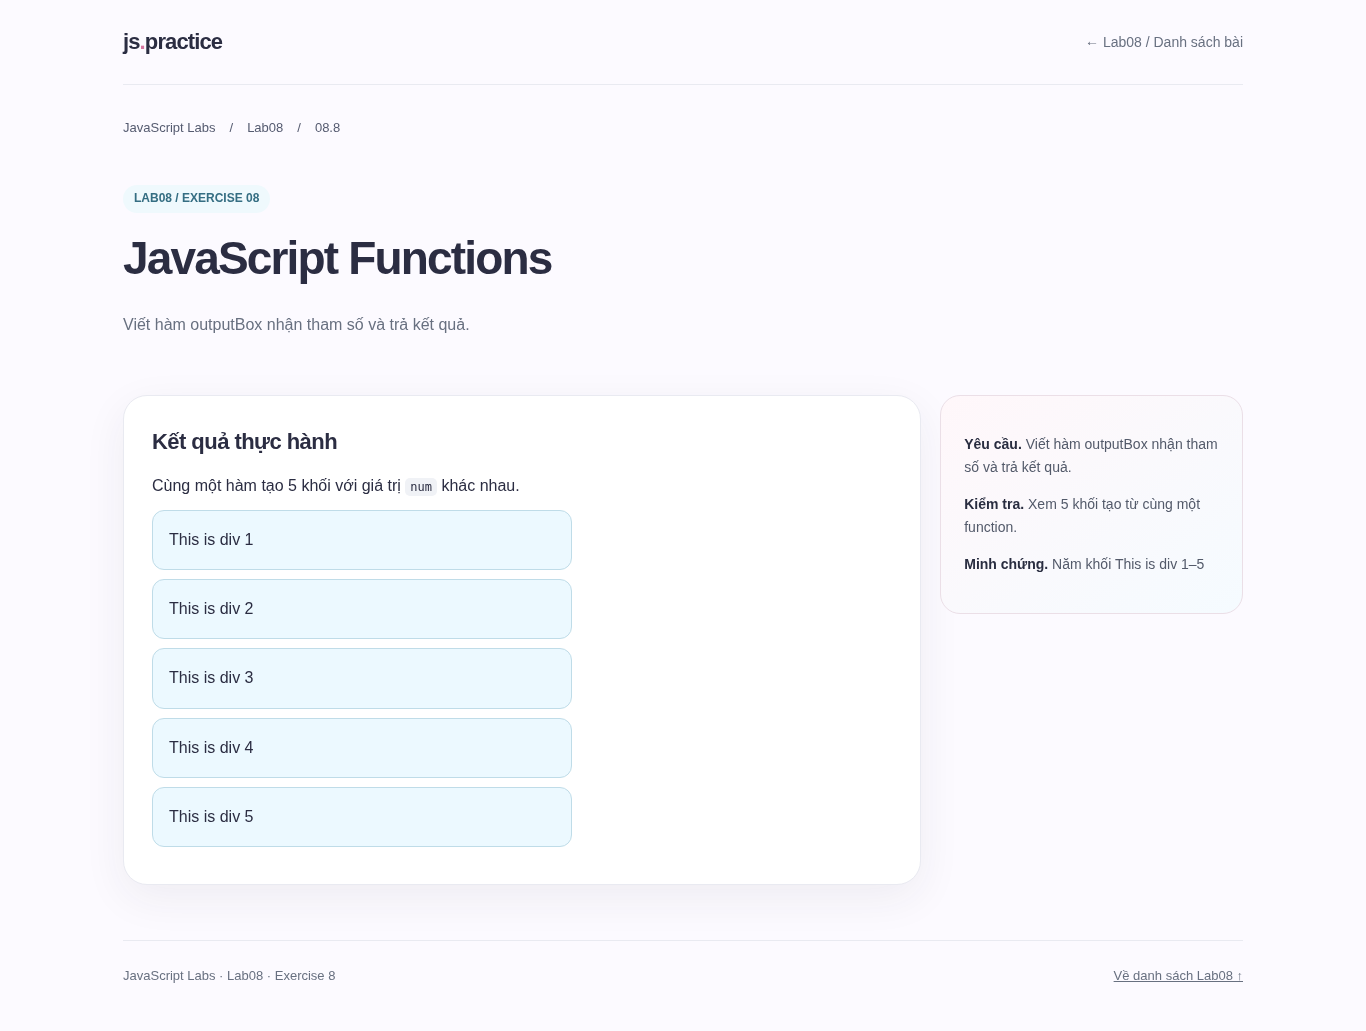 js.practice
← Lab08 / Danh sách bài
JavaScript Labs / Lab08 / 08.8
LAB08 / EXERCISE 08
JavaScript Functions
Viết hàm outputBox nhận tham số và trả kết quả.
Kết quả thực hành
Cùng một hàm tạo 5 khối với giá trị num khác nhau.
This is div 1
This is div 2
This is div 3
This is div 4
This is div 5
Yêu cầu. Viết hàm outputBox nhận tham
số và trả kết quả.
Kiểm tra. Xem 5 khối tạo từ cùng một
function.
Minh chứng. Năm khối This is div 1–5
JavaScript Labs · Lab08 · Exercise 8
Về danh sách Lab08 ↑